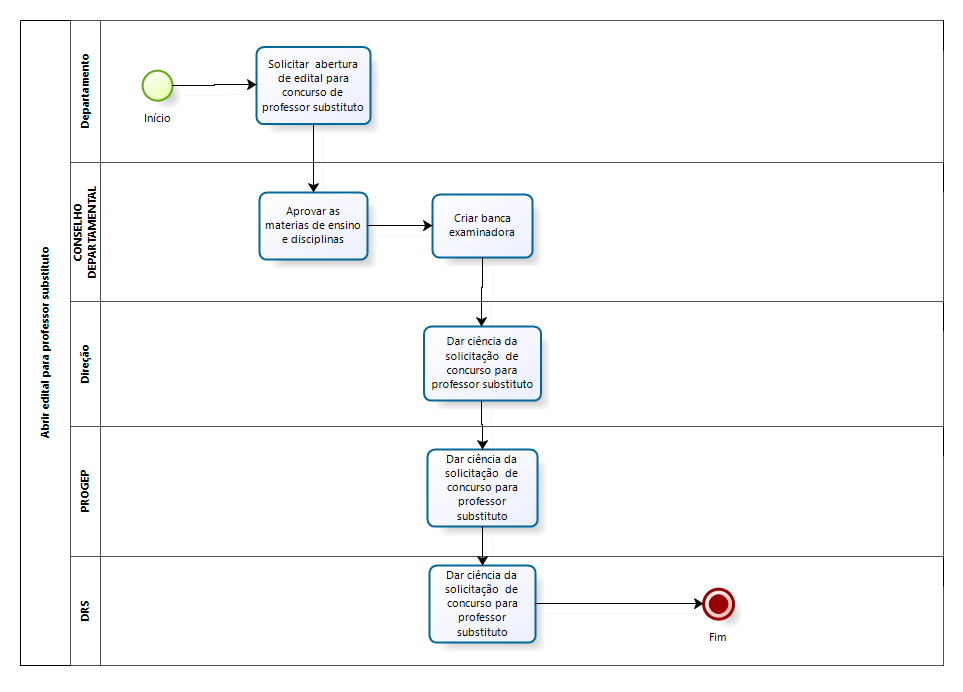 Abrir edital para professor substituto
Departamento
Início
Solicitar abertura
de edital para
concurso de
professor substituto
CONSELHO
DEPARTAMENTAL
Aprovar as
materias de ensino
e disciplinas
Criar banca
examinadora
Direção
Dar ciência da
solicitação de
concurso para
professor substituto
PROGEP
Dar ciência da
solicitação de
concurso para
professor
substituto
DRS
Dar ciência da
solicitação de
concurso para
professor
substituto
Fim